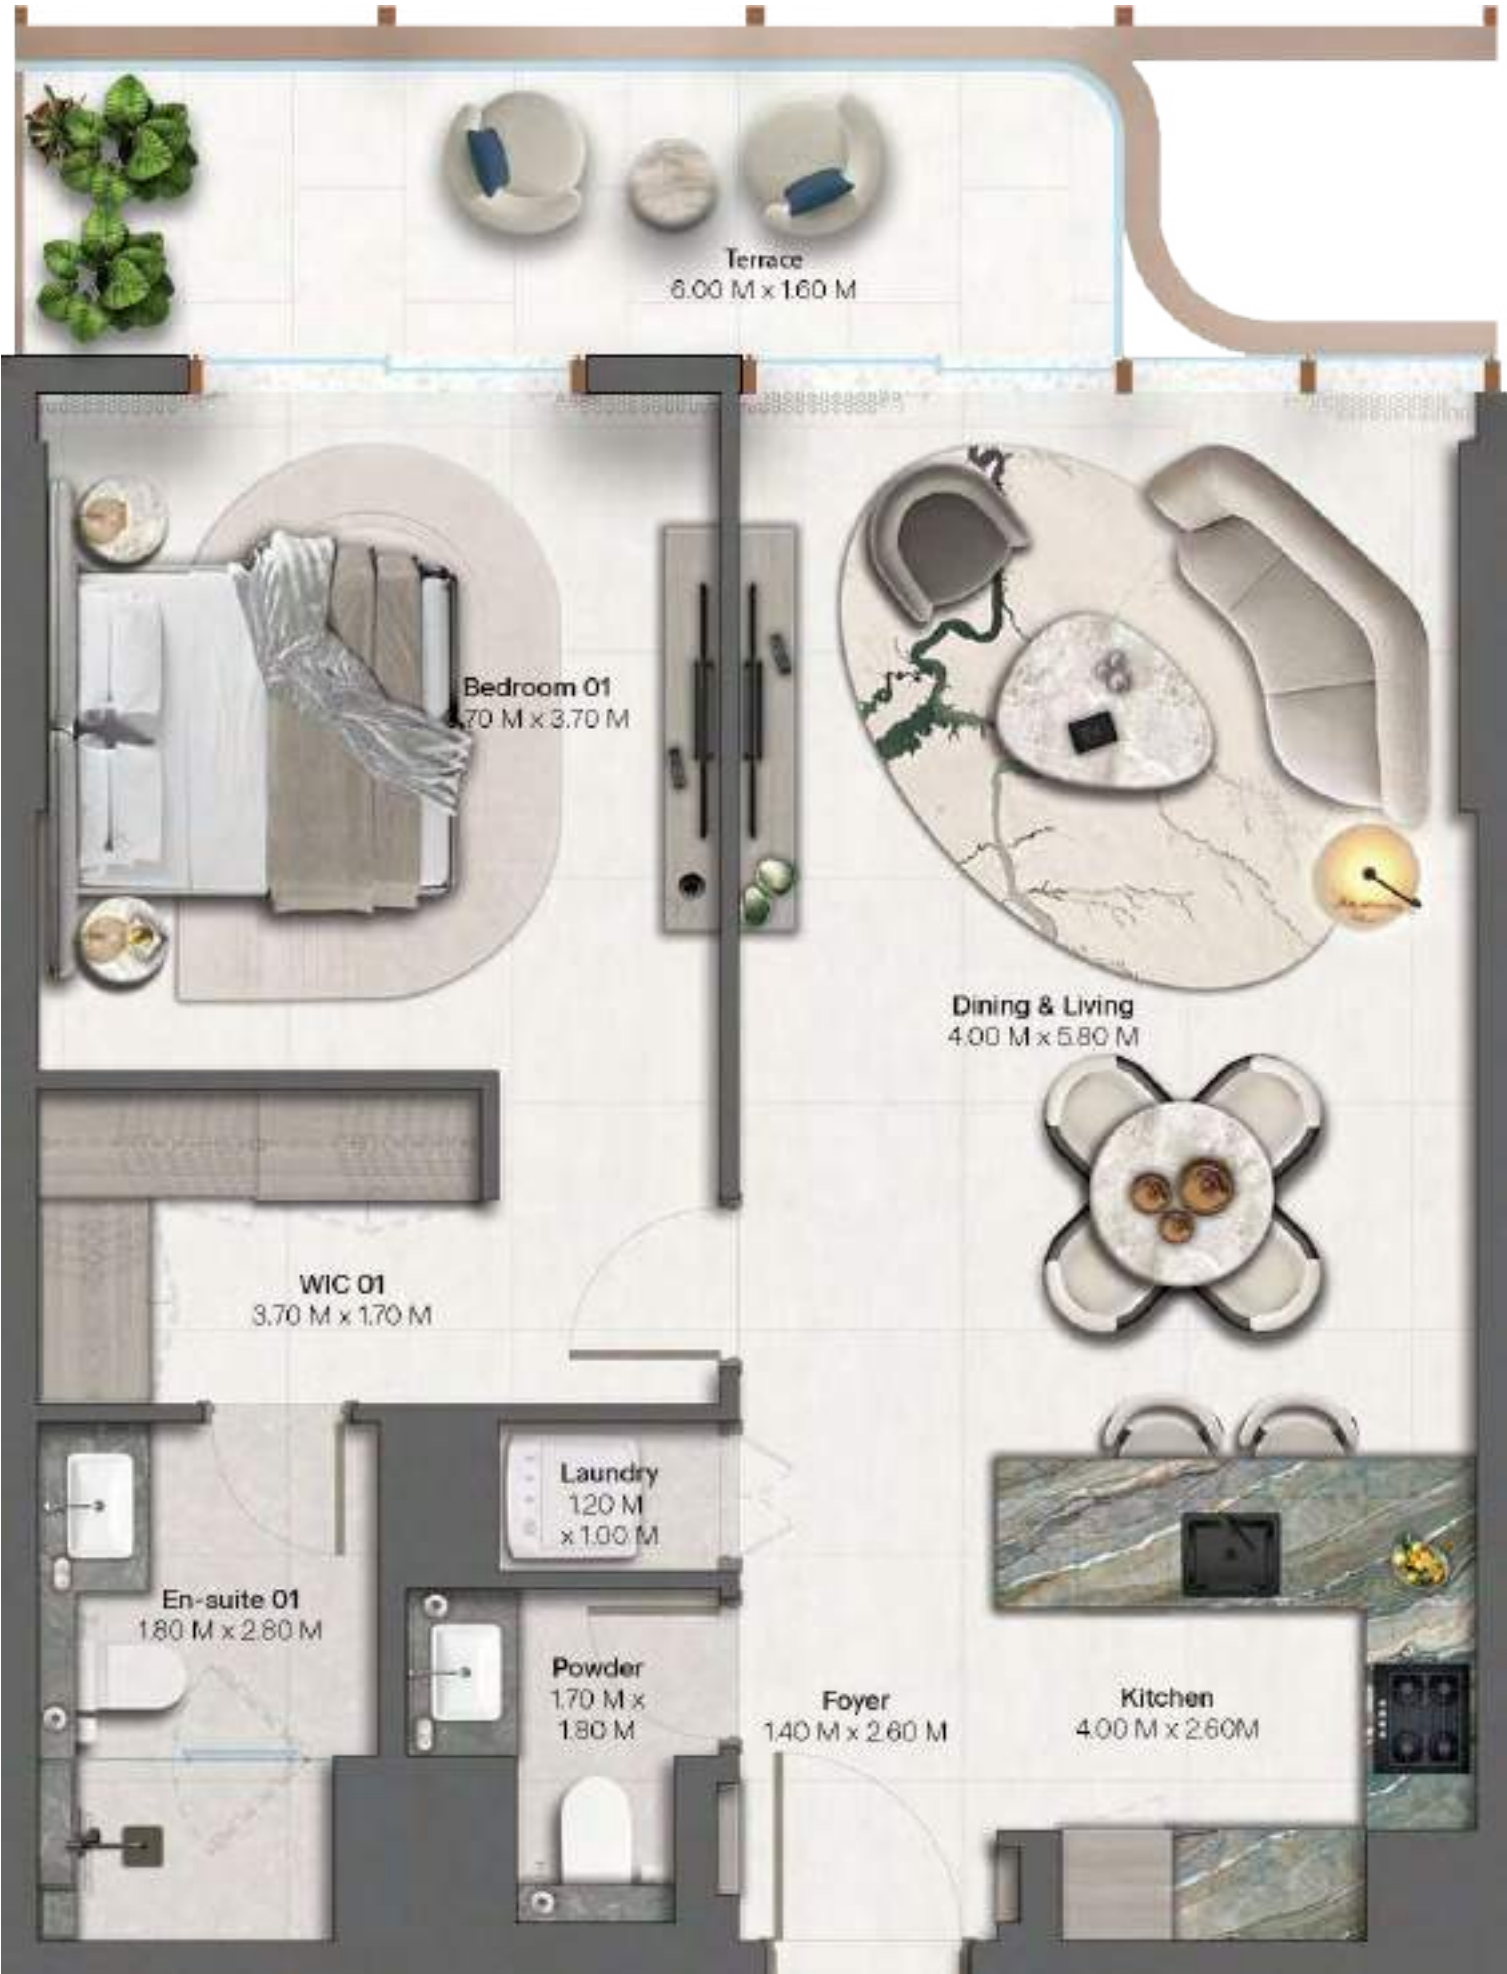 Terrace
6.00 M x 1.60 M
Bedroom 01
.70 M x 3.70 M
Dining & Living
4.00 M x 5.80 M
WIC 01
3.70 M x 1.70 M
Laundry
1.20 M
x 1.00 M
En-suite 01
1.80 M x 2.80 M
Powder
1.70 M x
1.80 M
Foyer
1.40 M x 2.60 M
Kitchen
4.00 M x 2.60M